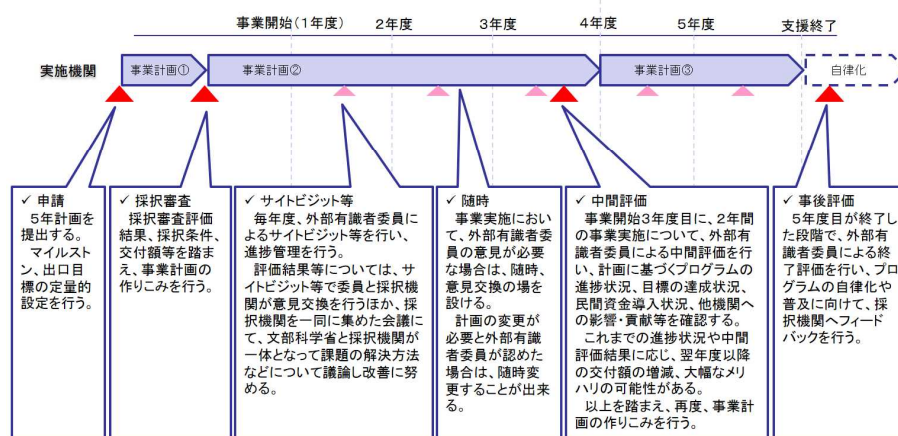 事業開始(1年度) 2年度 3年度 4年度 5年度 支援終了
実施機関 事業計画① 事業計画② 事業計画③ 自律化
✓ 申請
5年計画を
提出する。
マイルスト
ン、出口目
標の定量的
設定を行う。
✓ 採択審査
採択審査評価
結果、採択条件、
交付額等を踏
まえ、事業計画の
作りこみを行う。
✓ サイトビジット等
毎年度、外部有識者委員に
よるサイトビジット等を行い、
進捗管理を行う。
評価結果等については、サイ
トビジット等で委員と採択機
関が意見交換を行うほか、採
択機関を一同に集めた会議に
て、文部科学省と採択機関が
一体となって課題の解決方法
などについて議論し改善に努
める。
✓ 随時
事業実施におい
て、外部有識者委
員の意見が必要
な場合は、随時、
意見交換の場を
設ける。
計画の変更が
必要と外部有識
者委員が認めた
場合は、随時変
更することが出来
る。
✓ 中間評価
事業開始3年度目に、2年間
の事業実施について、外部有
識者委員による中間評価を行
い、計画に基づくプログラムの
進捗状況、目標の達成状況、
民間資金導入状況、他機関へ
の影響・貢献等を確認する。
これまでの進捗状況や中間
評価結果に応じ、翌年度以降
の交付額の増減、大幅なメリ
ハリの可能性がある。
以上を踏まえ、再度、事業計
画の作りこみを行う。
✓ 事後評価
5年度目が終了し
た段階で、外部有
識者委員による終
了評価を行い、プロ
グラムの自律化や
普及に向けて、採
択機関へフィード
バックを行う。